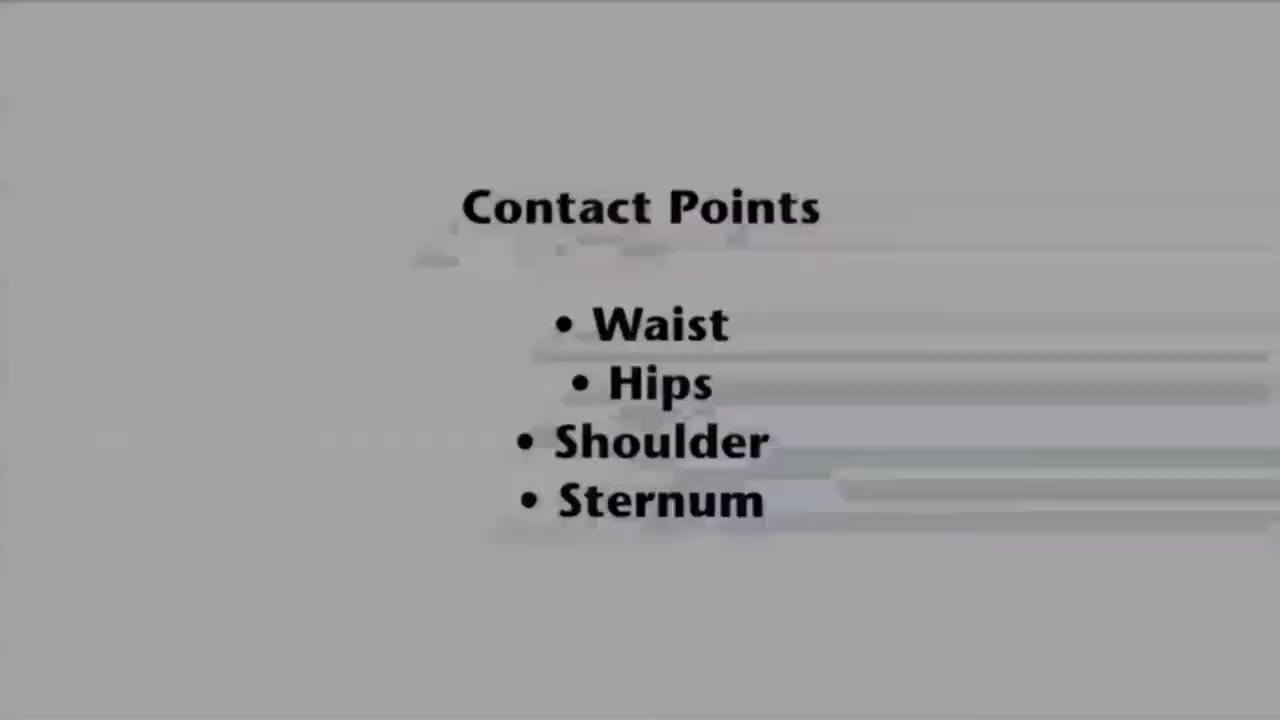 Contact Points
• Waist
• Hips
• Shoulder
• Sternum